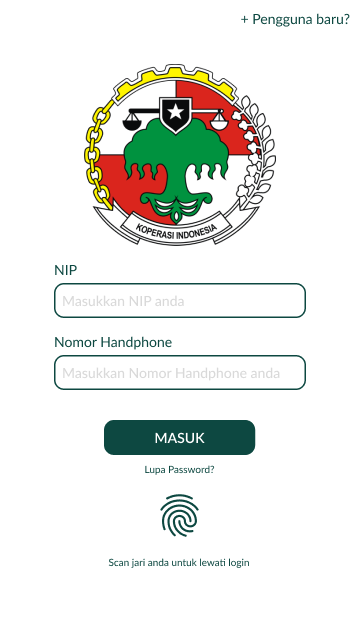 + Pengguna baru?
KOPERASI INDONESIA
NIP
Masukkan NIP anda
Nomor Handphone
Masukkan Nomor Handphone anda
MASUK
Lupa Password?
Scan jari anda untuk lewati login